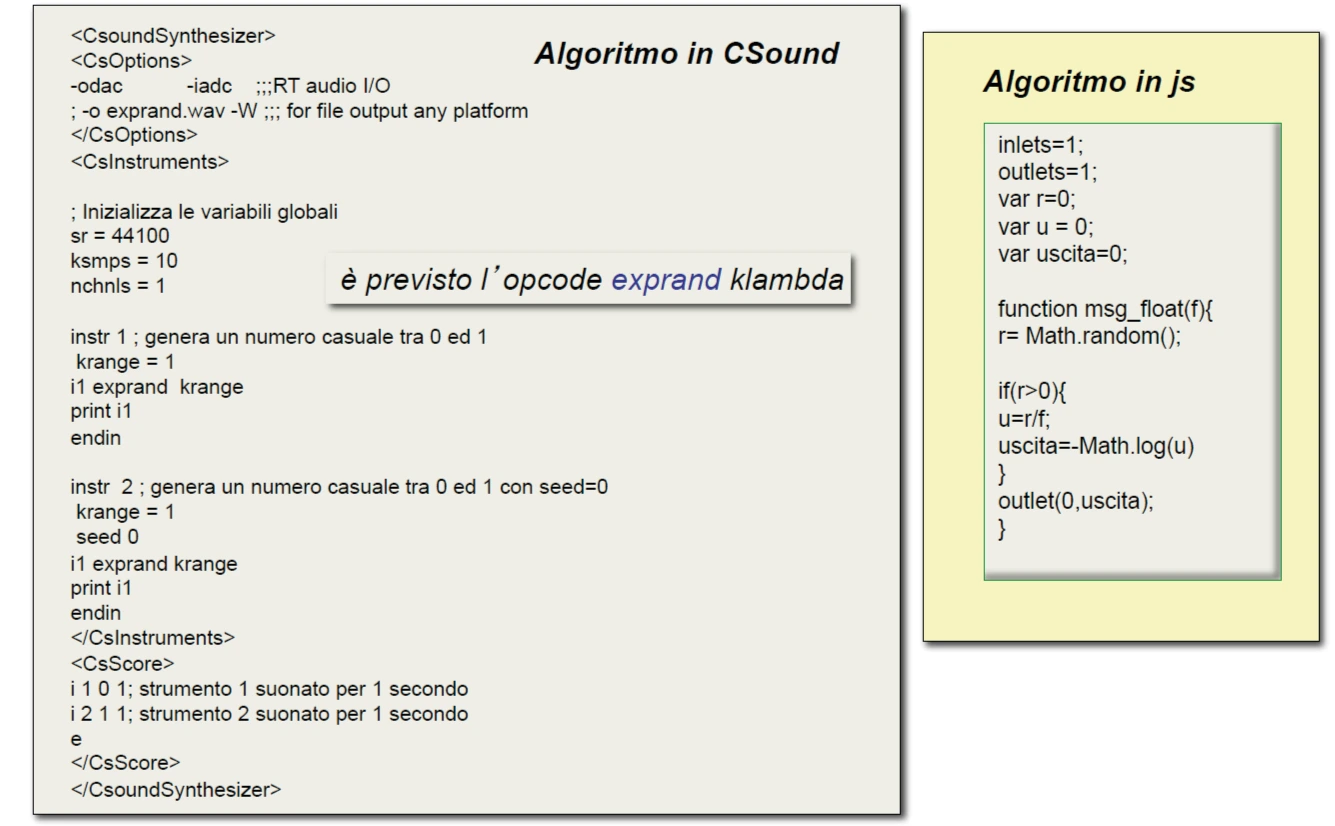 Algoritmo in CSound
<CsoundSynthesizer>
<CsOptions>
-odac -iadc ;;;RT audio I/O
; -o exprand.wav -W ;;; for file output any platform
</CsOptions>
<CsInstruments>
; Inizializza le variabili globali
sr = 44100
ksmps = 10
nchnls = 1
è previsto l'opcode exprand klambda
instr 1 ; genera un numero casuale tra 0 ed 1
krange = 1
i1 exprand krange
print i1
endin
instr 2 ; genera un numero casuale tra 0 ed 1 con seed=0
krange = 1
seed 0
i1 exprand krange
print i1
endin
</CsInstruments>
<CsScore>
i 1 0 1; strumento 1 suonato per 1 secondo
i 2 1 1; strumento 2 suonato per 1 secondo
e
</CsScore>
</CsoundSynthesizer>
Algoritmo in js
inlets=1;
outlets=1;
var r=0;
var u = 0;
var uscita=0;
function msg_float(f){
r= Math.random();
if(r>0){
u=r/f;
uscita=-Math.log(u)
}
outlet(0,uscita);
}